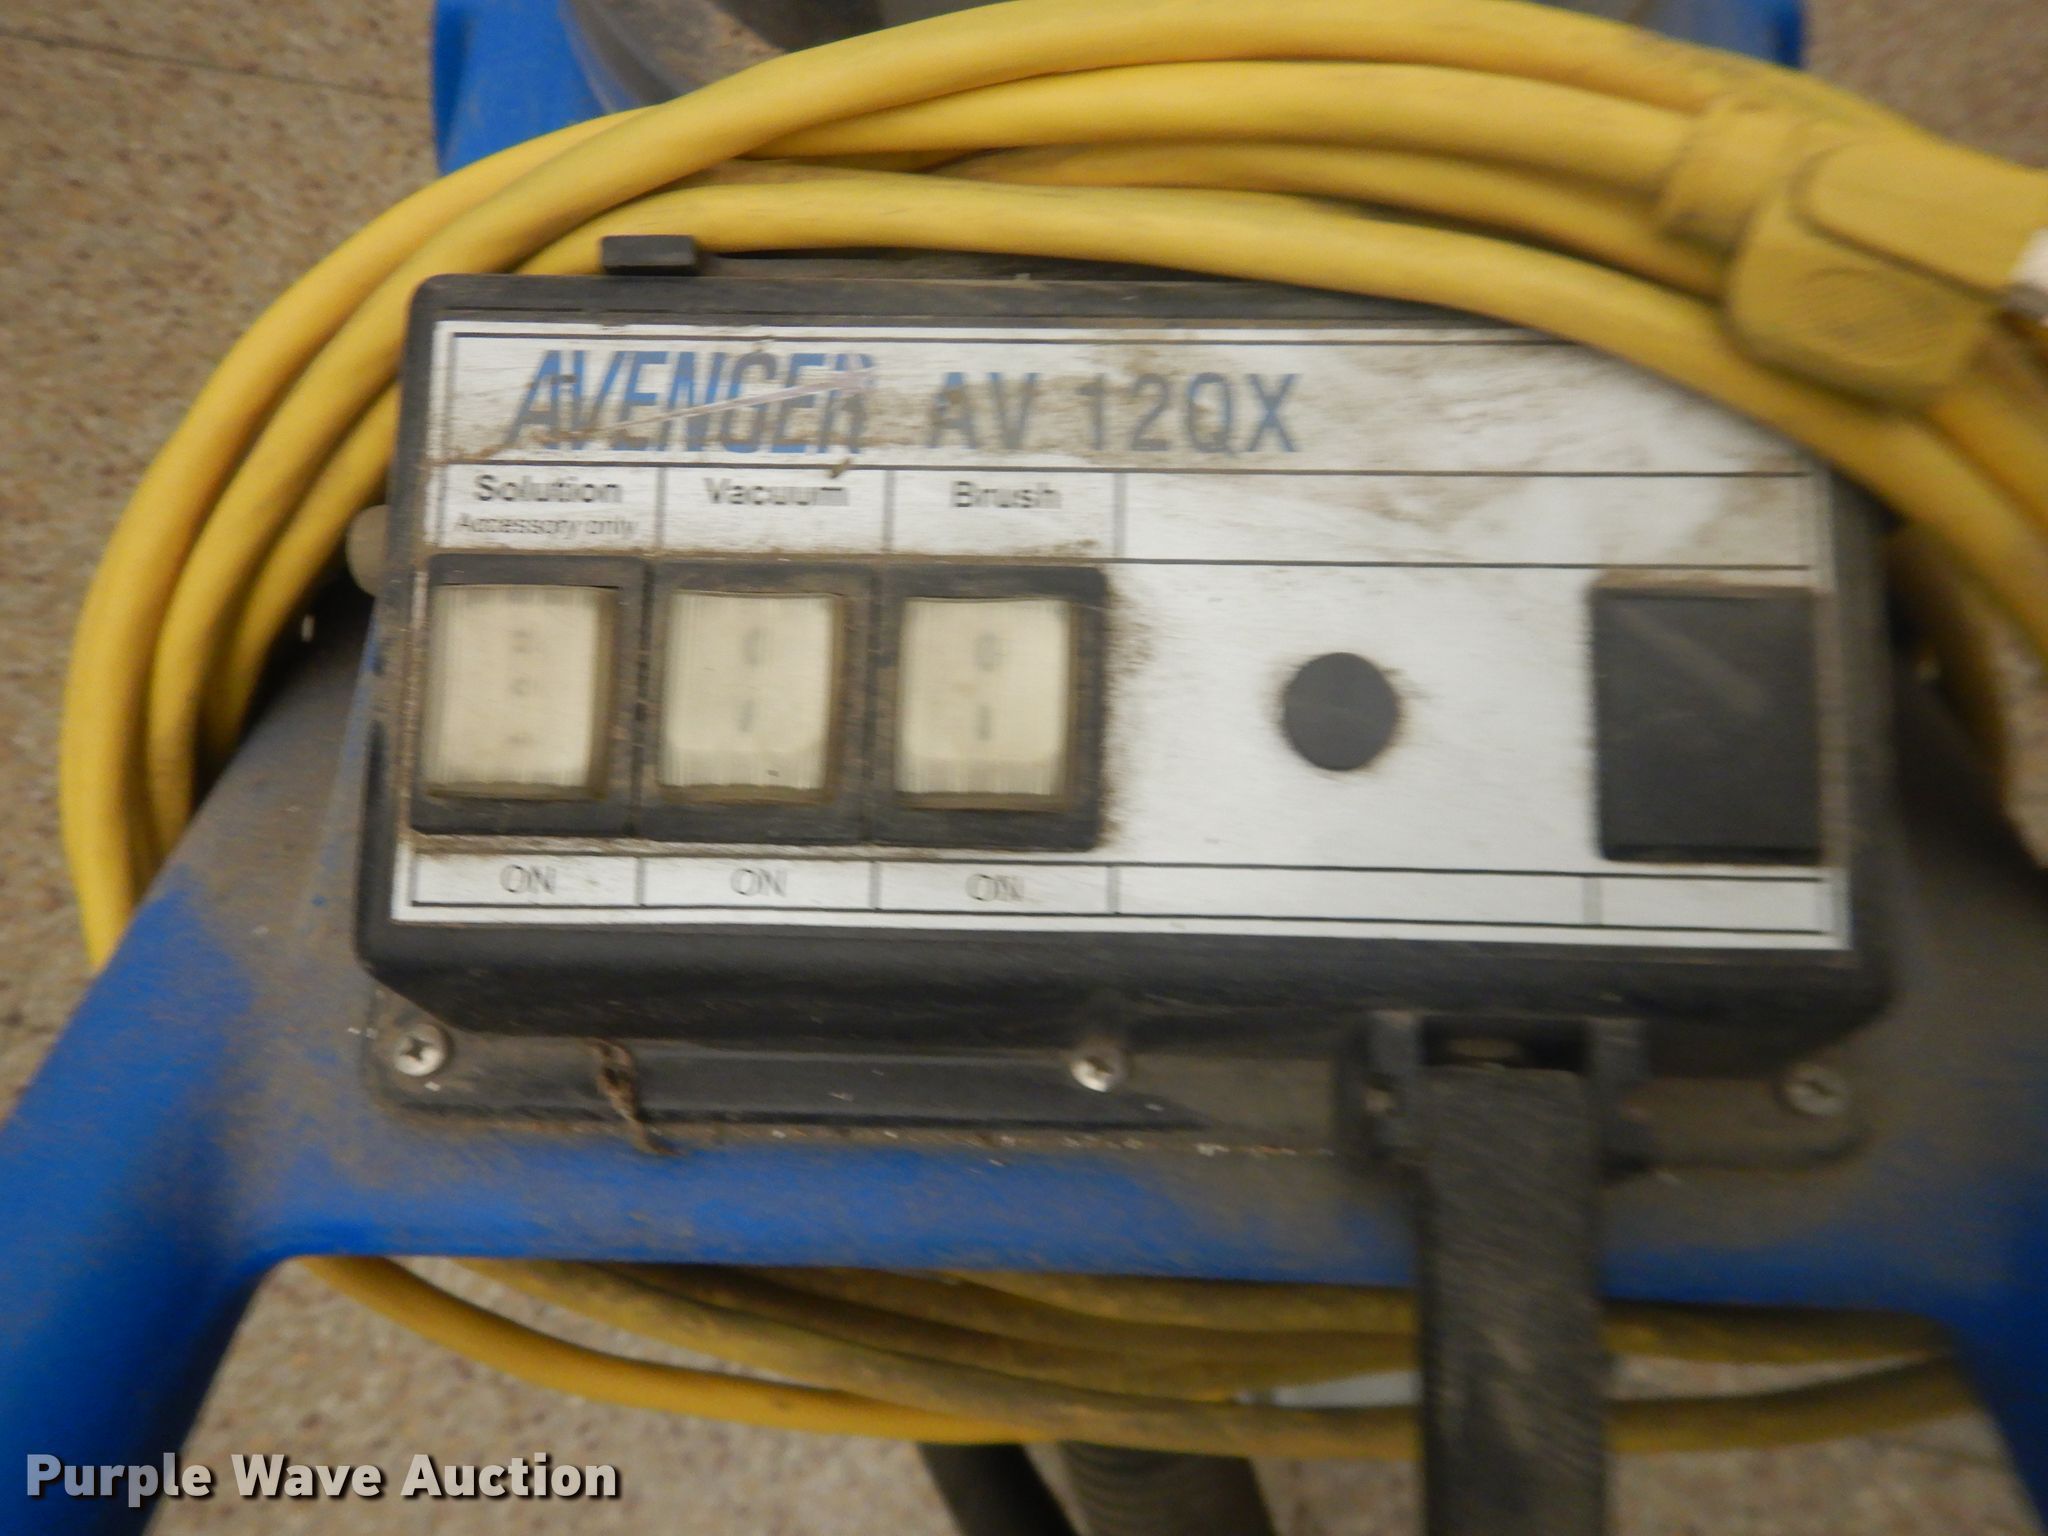 AVENGER AV 12QX
Solution Vacuum Brush
Accessory only
ON ON ON
Purple Wave Auction